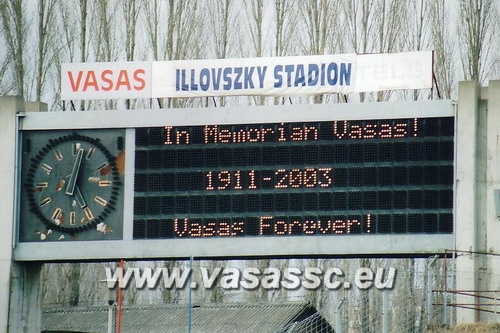 VASAS ILLOVSZKY STADION
In Memorian Vasas!
1911-2003
Vasas Forever!
www.vasassc.eu